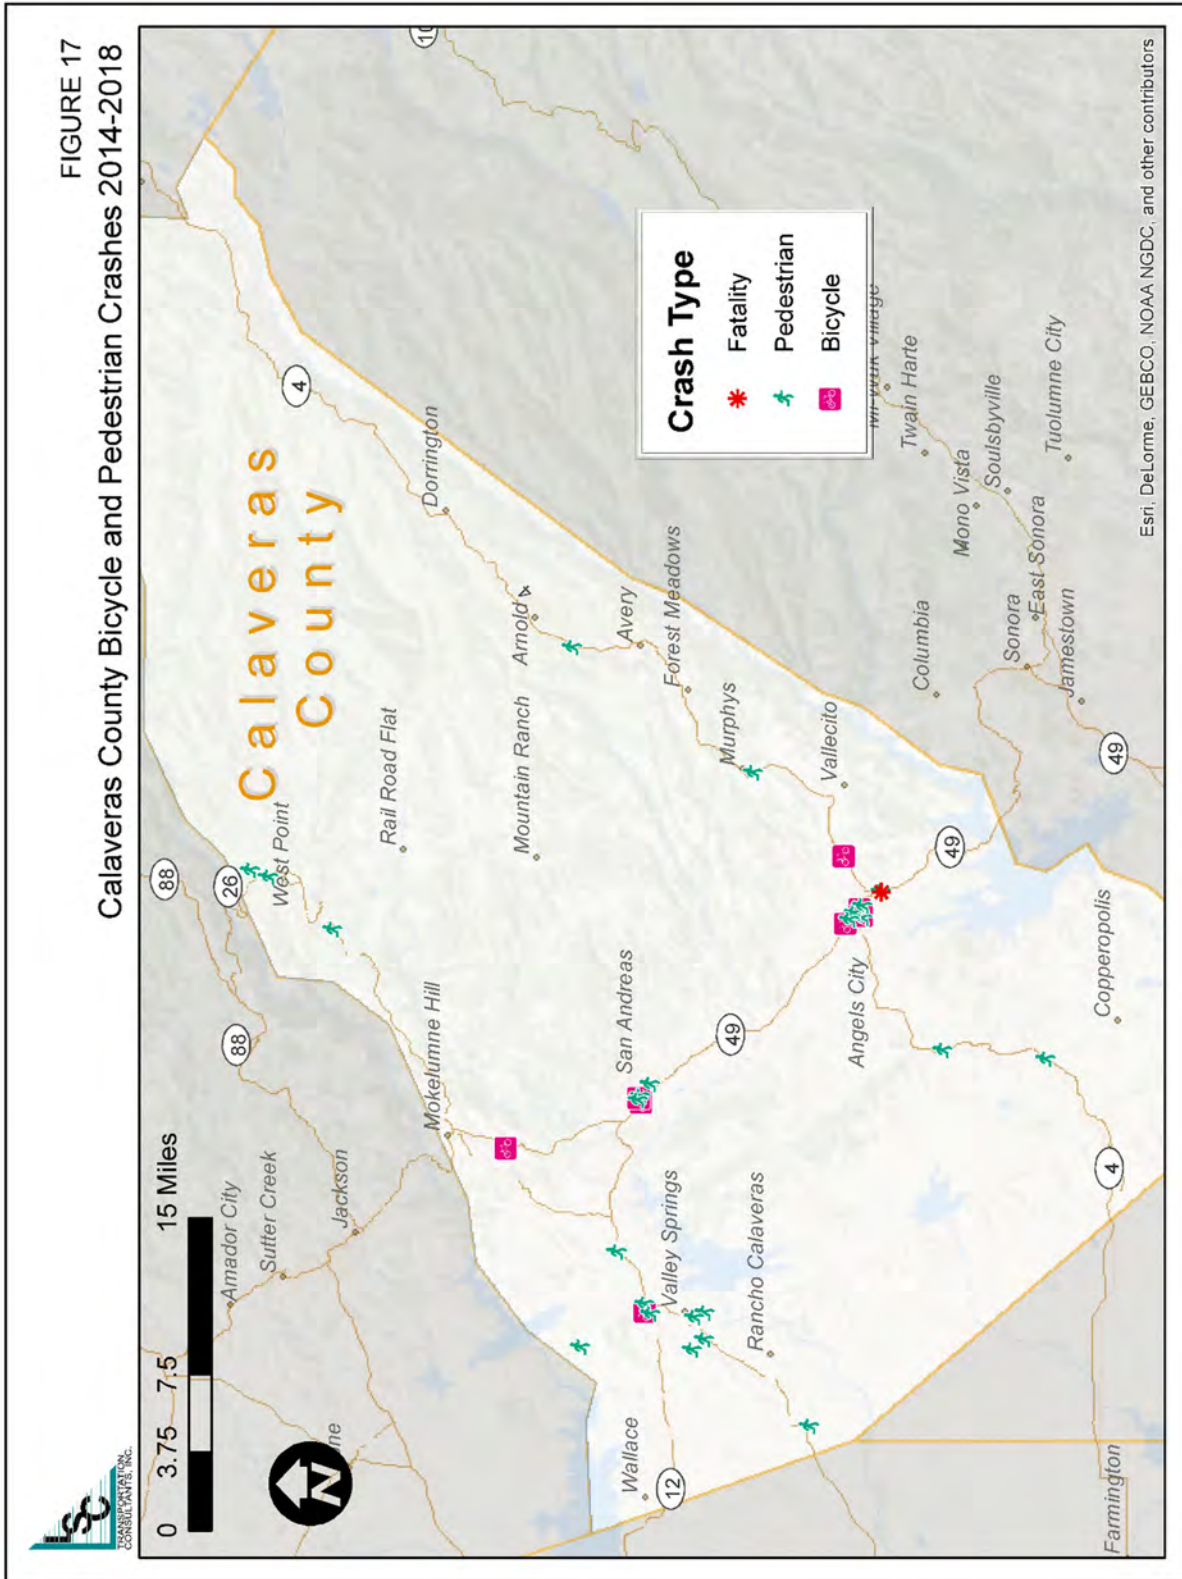 FIGURE 17
Calaveras County Bicycle and Pedestrian Crashes 2014-2018
LSC
TRANSPORTATION
CONSULTANTS, INC.
0 3.75 7.5 15 Miles
N
Calaveras
County
88
26
88
4
10
Amador City
Sutter Creek
Jackson
West Point
Rail Road Flat
Mokelumne Hill
Mountain Ranch
Arnold
4
Dorrington
Avery
Forest Meadows
Murphys
Vallecito
San Andreas
49
Angels City
49
Wallace
12
Valley Springs
Rancho Calaveras
Copperopolis
4
Farmington
Columbia
Sonora
East Sonora
Jamestown
49
Mono Vista
Soulsbyville
Twain Harte
Tuolumne City
Crash Type
Fatality
Pedestrian
Bicycle
Esri, DeLorme, GEBCO, NOAA NGDC, and other contributors